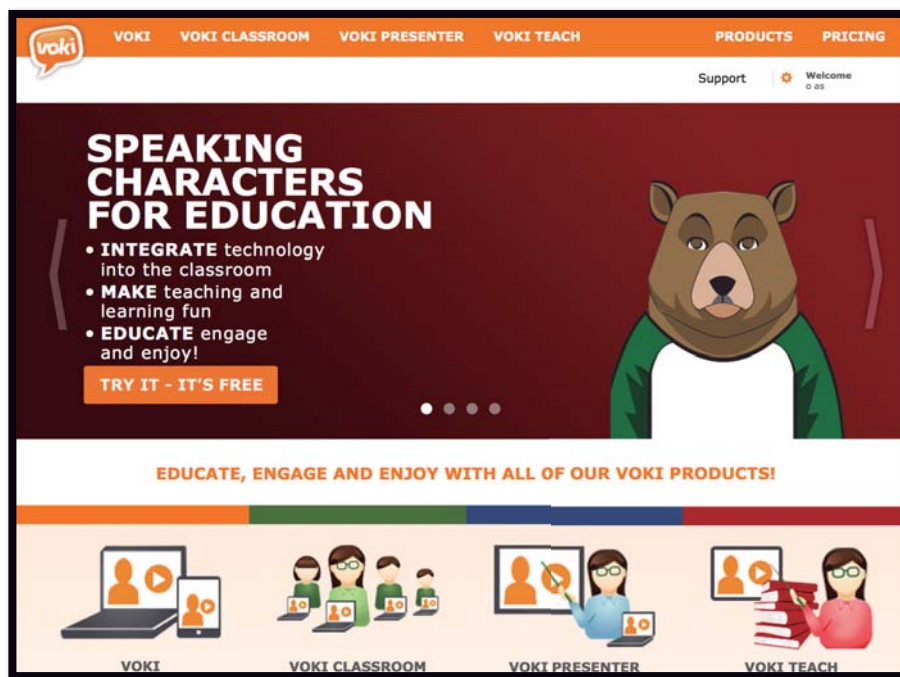 voki
VOKI VOKI CLASSROOM VOKI PRESENTER VOKI TEACH PRODUCTS PRICING
Support Welcome
o as
SPEAKING
CHARACTERS
FOR EDUCATION
• INTEGRATE technology
into the classroom
• MAKE teaching and
learning fun
• EDUCATE engage
and enjoy!
TRY IT - IT'S FREE
EDUCATE, ENGAGE AND ENJOY WITH ALL OF OUR VOKI PRODUCTS!
VOKI VOKI CLASSROOM VOKI PRESENTER VOKI TEACH